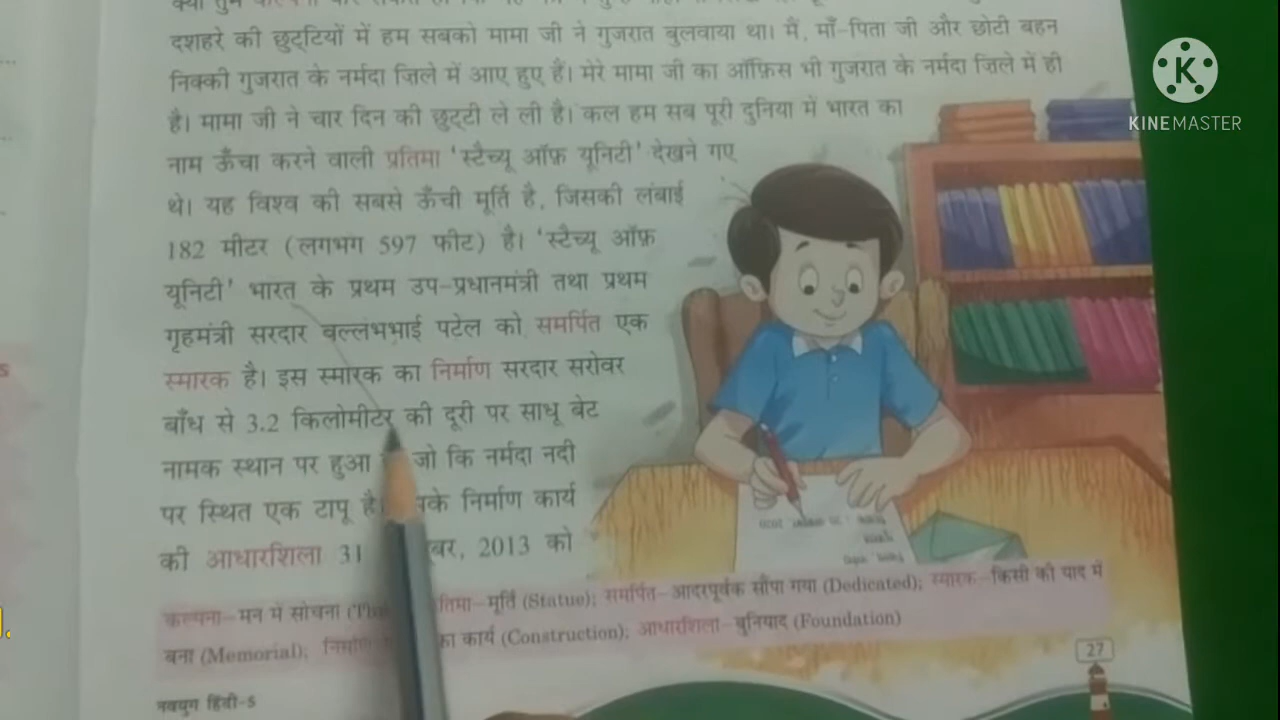 क्या तुम
दशहरे की छुट्टियों में हम सबको मामा जी ने गुजरात बुलवाया था। मैं, माँ-पिता जी और छोटी बहन
निक्की गुजरात के नर्मदा ज़िले में आए हुए हैं। मेरे मामा जी का ऑफ़िस भी गुजरात के नर्मदा ज़िले में ही
है। मामा जी ने चार दिन की छुट्टी ले ली है। कल हम सब पूरी दुनिया में भारत का
नाम ऊँचा करने वाली प्रतिमा 'स्टैच्यू ऑफ़ यूनिटी' देखने गए
थे। यह विश्व की सबसे ऊँची मूर्ति है, जिसकी लंबाई
182 मीटर (लगभग 597 फीट) है। 'स्टैच्यू ऑफ़
यूनिटी' भारत के प्रथम उप-प्रधानमंत्री तथा प्रथम
गृहमंत्री सरदार वल्लभभाई पटेल को समर्पित एक
स्मारक है। इस स्मारक का निर्माण सरदार सरोवर
बाँध से 3.2 किलोमीटर की दूरी पर साधू बेट
नामक स्थान पर हुआ जो कि नर्मदा नदी
पर स्थित एक टापू है। के निर्माण कार्य
की आधारशिला 31 बर, 2013 को
कल्पना-मन में सोचना तिमा-मूर्ति (Statue); समर्पित-आदरपूर्वक सौंपा गया (Dedicated); स्मारक-किसी की याद में
बना (Memorial); का कार्य (Construction); आधारशिला-बुनियाद (Foundation)
27
नवयुग हिंदी-5
K
KINEMASTER